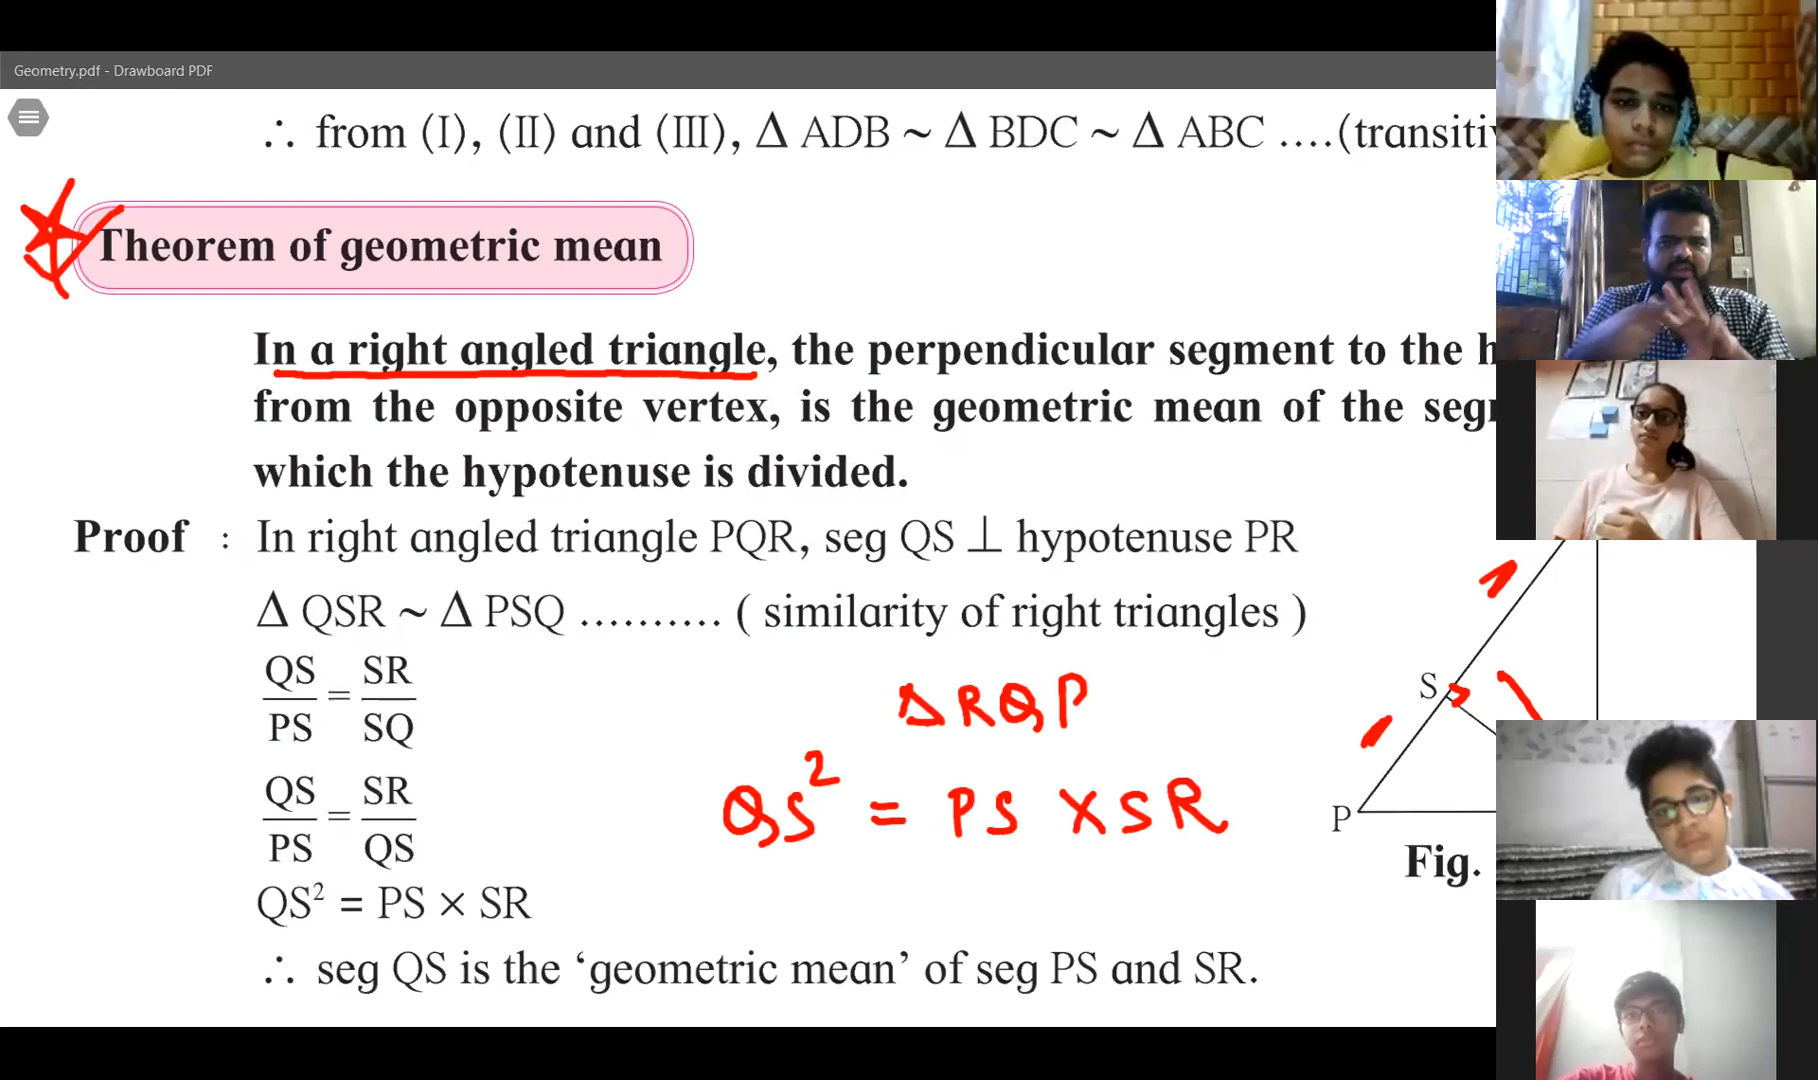 Geometry.pdf - Drawboard PDF
∴ from (I), (II) and (III), Δ ADB ~ Δ BDC ~ Δ ABC ....(transitiv
Theorem of geometric mean
In a right angled triangle, the perpendicular segment to the h
from the opposite vertex, is the geometric mean of the seg
which the hypotenuse is divided.
Proof : In right angled triangle PQR, seg QS ⊥ hypotenuse PR
Δ QSR ~ Δ PSQ .......... ( similarity of right triangles )
QS/PS = SR/SQ
Δ RQP
QS/PS = SR/QS
QS² = PS × SR
QS² = PS × SR
∴ seg QS is the ‘geometric mean’ of seg PS and SR.
S
P
Fig.